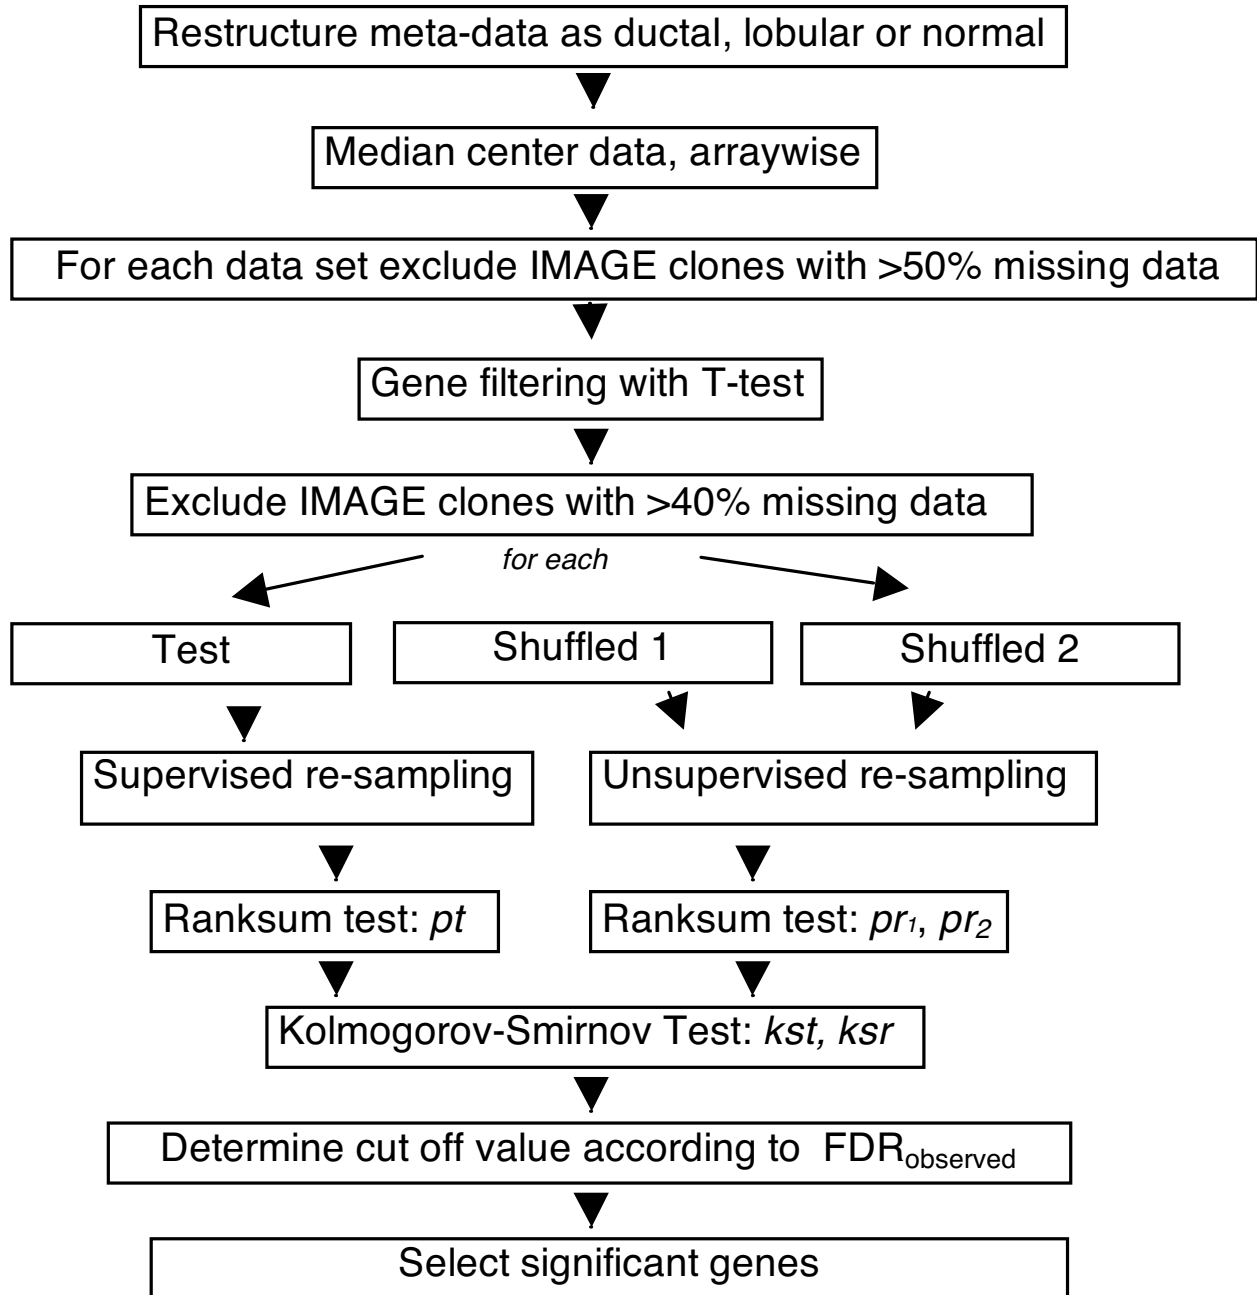 Restructure meta-data as ductal, lobular or normal
Median center data, arraywise
For each data set exclude IMAGE clones with >50% missing data
Gene filtering with T-test
Exclude IMAGE clones with >40% missing data
for each
Test
Shuffled 1
Shuffled 2
Supervised re-sampling
Unsupervised re-sampling
Ranksum test: pt
Ranksum test: pr1, pr2
Kolmogorov-Smirnov Test: kst, ksr
Determine cut off value according to FDRobserved
Select significant genes